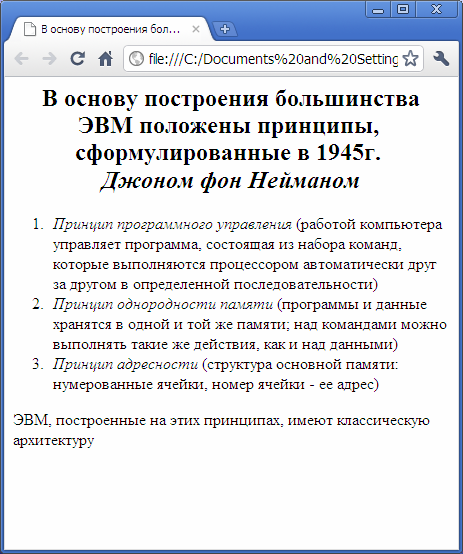 В основу построения бол...
file:///C:/Documents%20and%20Setting
В основу построения большинства
ЭВМ положены принципы,
сформулированные в 1945г.
Джоном фон Нейманом
1. Принцип программного управления (работой компьютера
управляет программа, состоящая из набора команд,
которые выполняются процессором автоматически друг
за другом в определенной последовательности)
2. Принцип однородности памяти (программы и данные
хранятся в одной и той же памяти; над командами можно
выполнять такие же действия, как и над данными)
3. Принцип адресности (структура основной памяти:
нумерованные ячейки, номер ячейки - ее адрес)
ЭВМ, построенные на этих принципах, имеют классическую
архитектуру